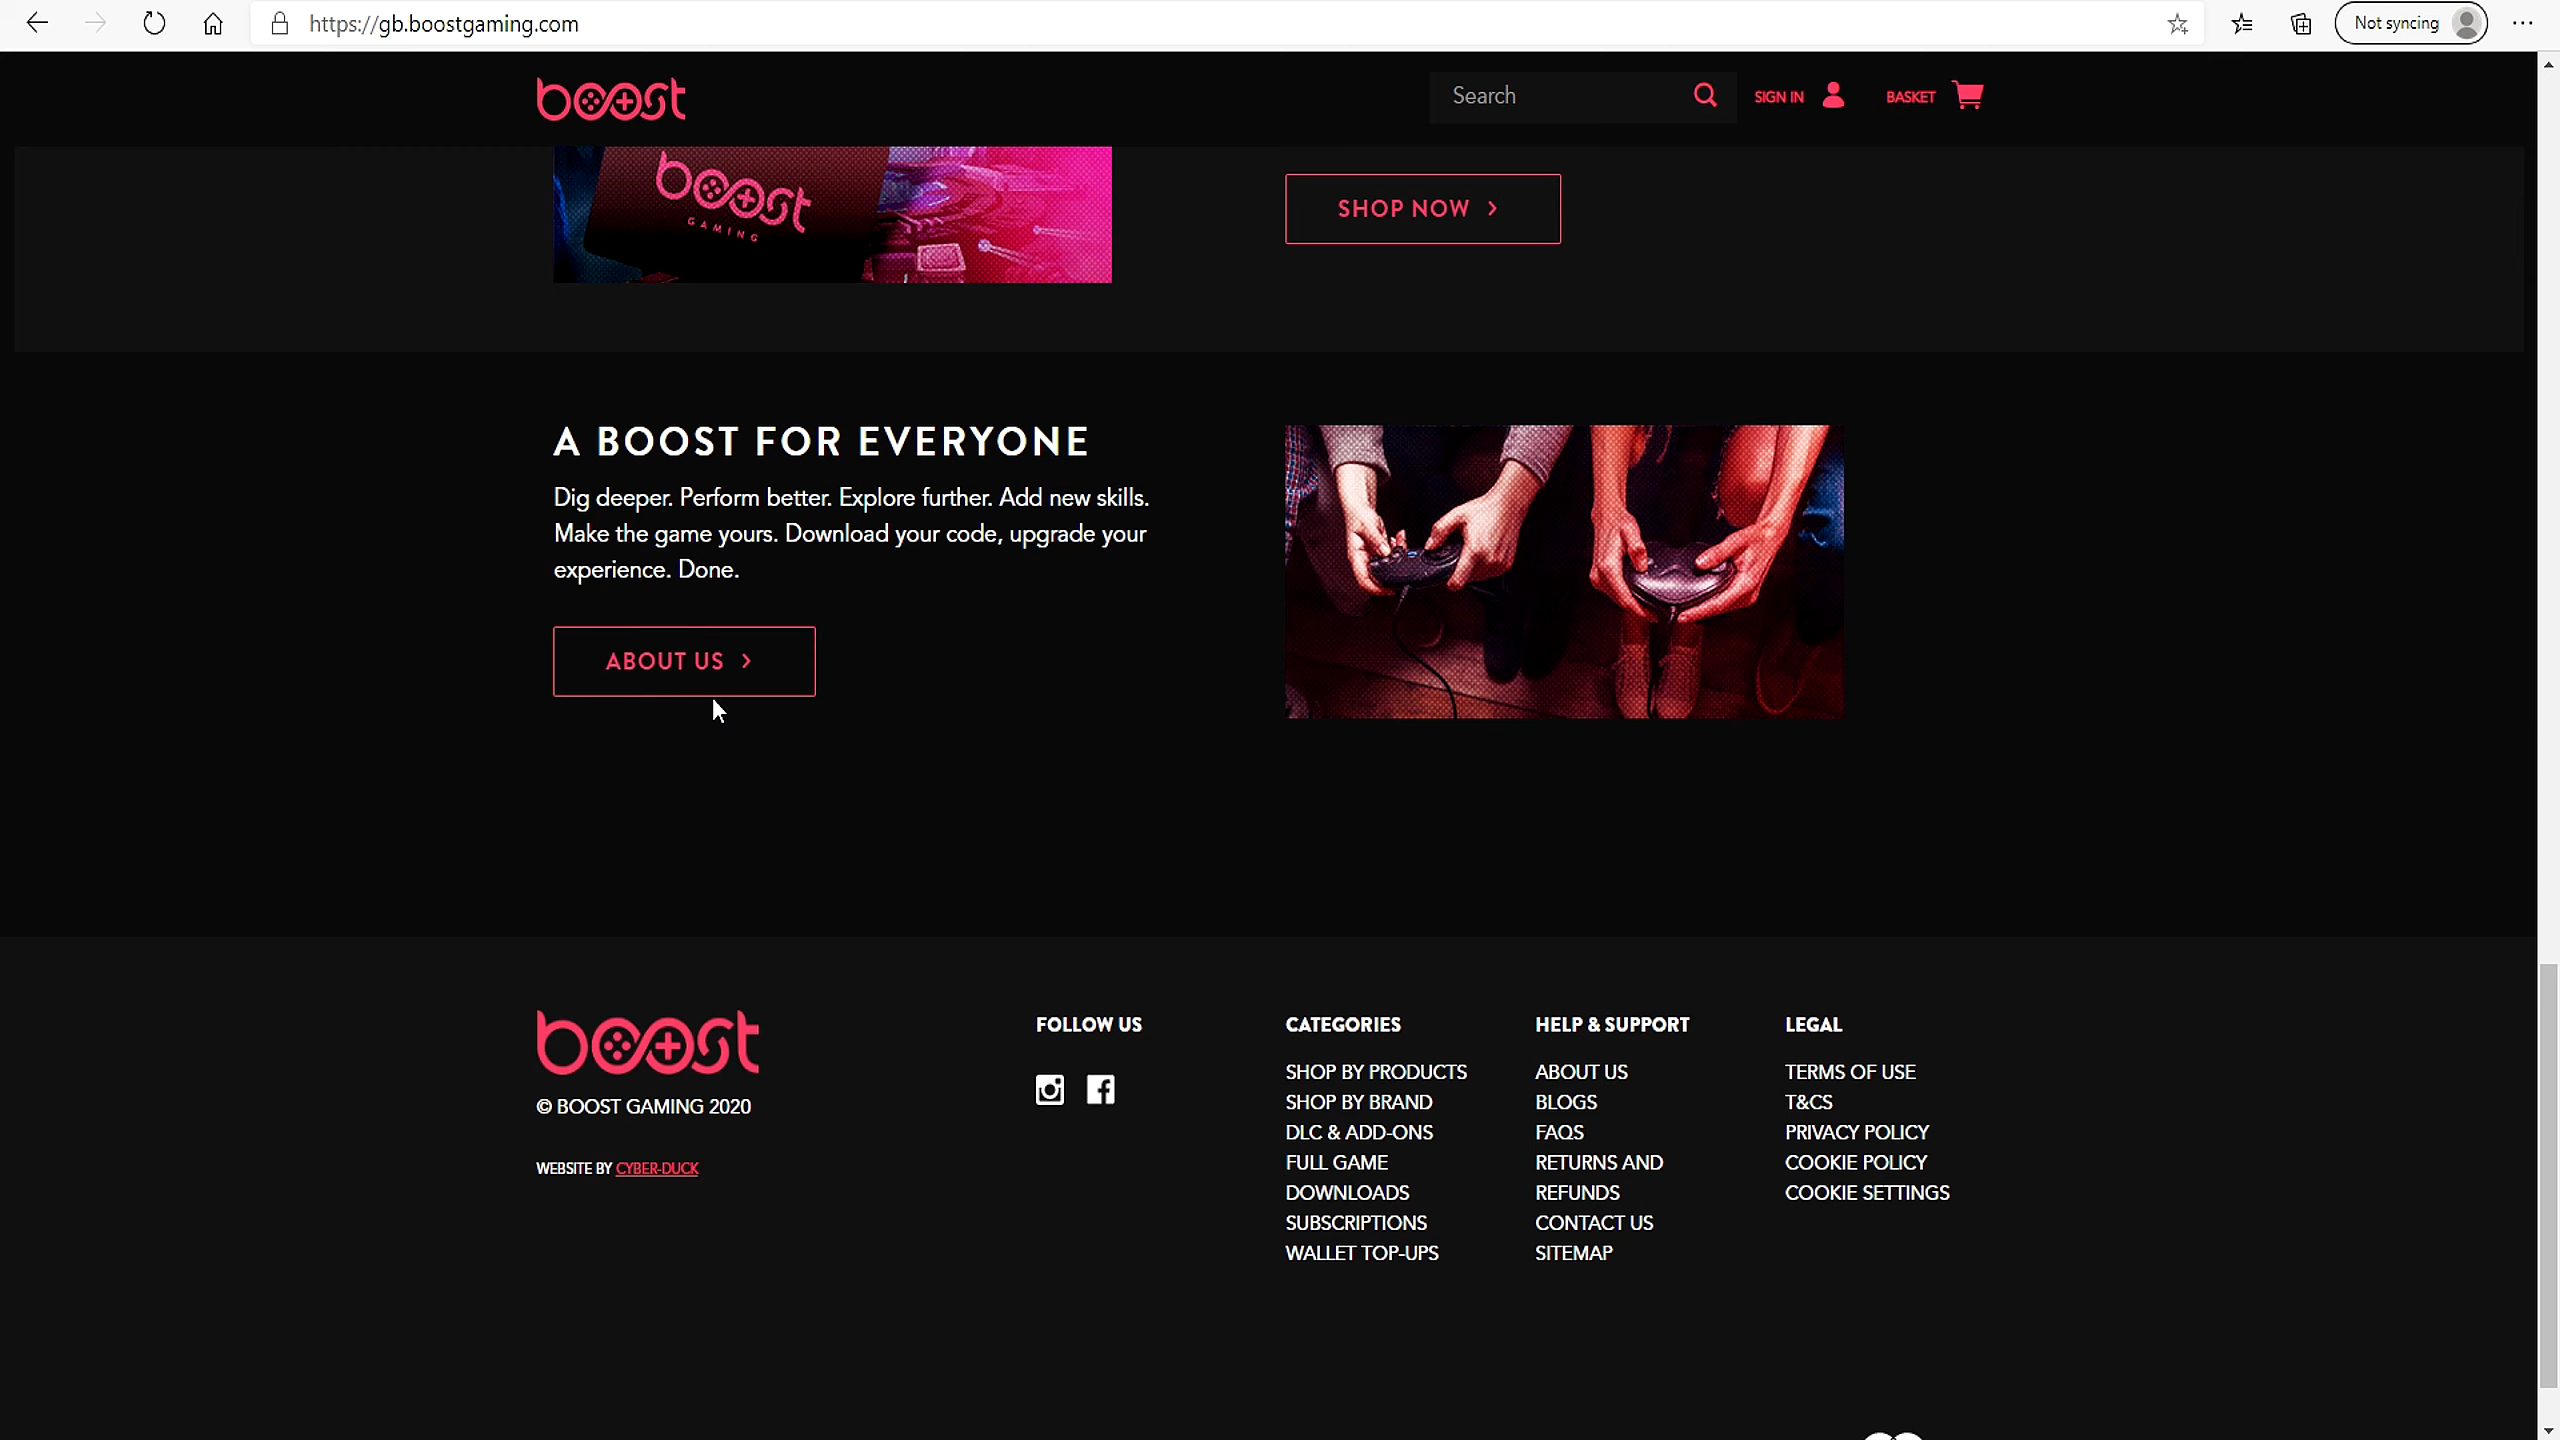 https://gb.boostgaming.com
Not syncing
boost
Search
SIGN IN
BASKET
boost
GAMING
SHOP NOW
A BOOST FOR EVERYONE
Dig deeper. Perform better. Explore further. Add new skills.
Make the game yours. Download your code, upgrade your
experience. Done.
ABOUT US
boost
© BOOST GAMING 2020
WEBSITE BY CYBER-DUCK
FOLLOW US
CATEGORIES
SHOP BY PRODUCTS
SHOP BY BRAND
DLC & ADD-ONS
FULL GAME
DOWNLOADS
SUBSCRIPTIONS
WALLET TOP-UPS
HELP & SUPPORT
ABOUT US
BLOGS
FAQS
RETURNS AND
REFUNDS
CONTACT US
SITEMAP
LEGAL
TERMS OF USE
T&CS
PRIVACY POLICY
COOKIE POLICY
COOKIE SETTINGS